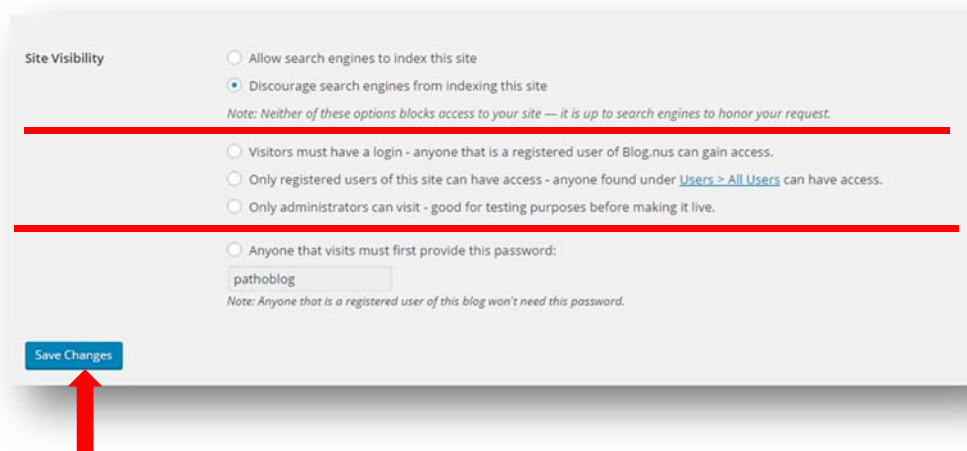 Site Visibility
Allow search engines to index this site
Discourage search engines from indexing this site
Note: Neither of these options blocks access to your site — it is up to search engines to honor your request.
Visitors must have a login - anyone that is a registered user of Blog.nus can gain access.
Only registered users of this site can have access - anyone found under Users > All Users can have access.
Only administrators can visit - good for testing purposes before making it live.
Anyone that visits must first provide this password:
pathoblog
Note: Anyone that is a registered user of this blog won't need this password.
Save Changes